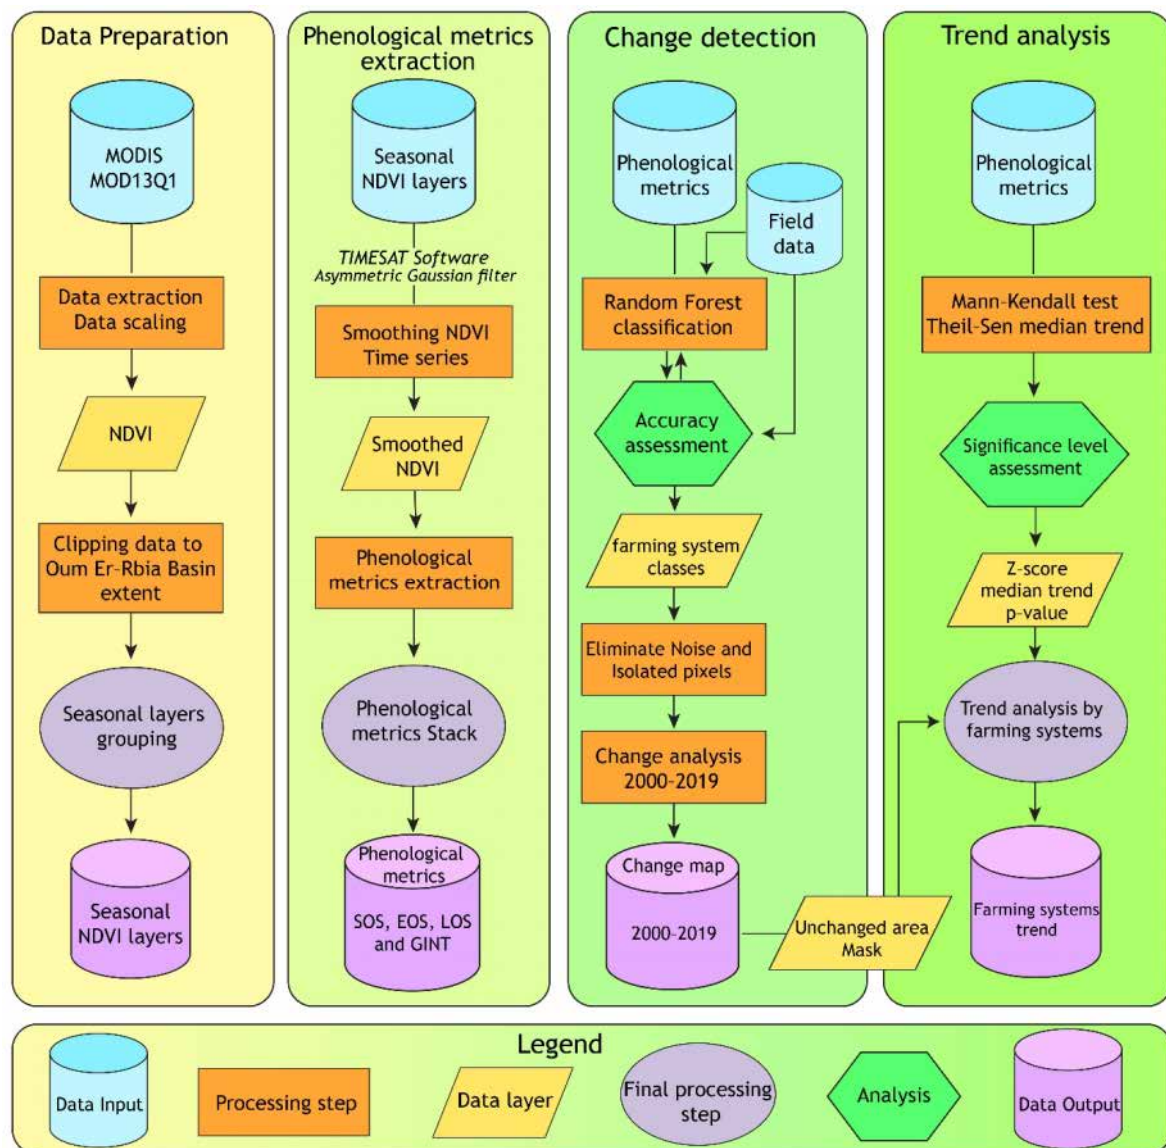 Data Preparation
MODIS
MOD13Q1
Data extraction
Data scaling
NDVI
Clipping data to
Oum Er-Rbia Basin
extent
Seasonal layers
grouping
Seasonal
NDVI layers
Phenological metrics
extraction
Seasonal
NDVI layers
TIMESAT Software
Asymmetric Gaussian filter
Smoothing NDVI
Time series
Smoothed
NDVI
Phenological
metrics extraction
Phenological
metrics Stack
Phenological
metrics
SOS, EOS, LOS
and GINT
Change detection
Phenological
metrics
Field
data
Random Forest
classification
Accuracy
assessment
farming system
classes
Eliminate Noise and
Isolated pixels
Change analysis
2000-2019
Change map
2000-2019
Unchanged area
Mask
Trend analysis
Phenological
metrics
Mann-Kendall test
Theil-Sen median trend
Significance level
assessment
Z-score
median trend
p-value
Trend analysis by
farming systems
Farming systems
trend
Legend
Data Input
Processing step
Data layer
Final processing
step
Analysis
Data Output